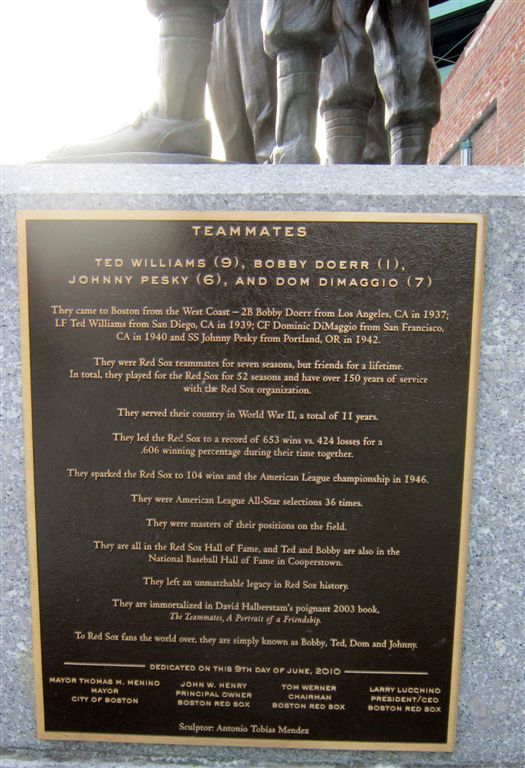 TEAMMATES
TED WILLIAMS (9), BOBBY DOERR (1),
JOHNNY PESKY (6), AND DOM DIMAGGIO (7)
They came to Boston from the West Coast – 2B Bobby Doerr from Los Angeles, CA in 1937;
LF Ted Williams from San Diego, CA in 1939; CF Dominic DiMaggio from San Francisco,
CA in 1940 and SS Johnny Pesky from Portland, OR in 1942.
They were Red Sox teammates for seven seasons, but friends for a lifetime.
In total, they played for the Red Sox for 52 seasons and have over 150 years of service
with the Red Sox organization.
They served their country in World War II, a total of 11 years.
They led the Red Sox to a record of 653 wins vs. 424 losses for a
.606 winning percentage during their time together.
They sparked the Red Sox to 104 wins and the American League championship in 1946.
They were American League All-Star selections 36 times.
They were masters of their positions on the field.
They are all in the Red Sox Hall of Fame, and Ted and Bobby are also in the
National Baseball Hall of Fame in Cooperstown.
They left an unmatchable legacy in Red Sox history.
They are immortalized in David Halberstam's poignant 2003 book,
The Teammates, A Portrait of a Friendship.
To Red Sox fans the world over, they are simply known as Bobby, Ted, Dom and Johnny.
DEDICATED ON THIS 9TH DAY OF JUNE, 2010
MAYOR THOMAS M. MENINO
MAYOR
CITY OF BOSTON
JOHN W. HENRY
PRINCIPAL OWNER
BOSTON RED SOX
TOM WERNER
CHAIRMAN
BOSTON RED SOX
LARRY LUCCHINO
PRESIDENT/CEO
BOSTON RED SOX
Sculptor: Antonio Tobias Mendez